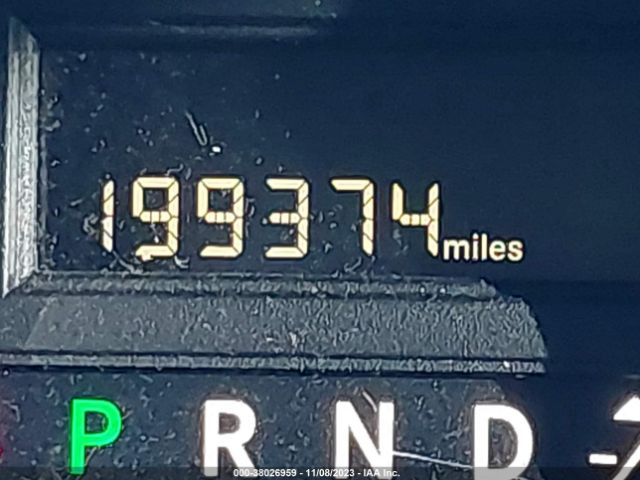 199374 miles
P R N D
000-38026959 - 11/08/2023 - IAA Inc.